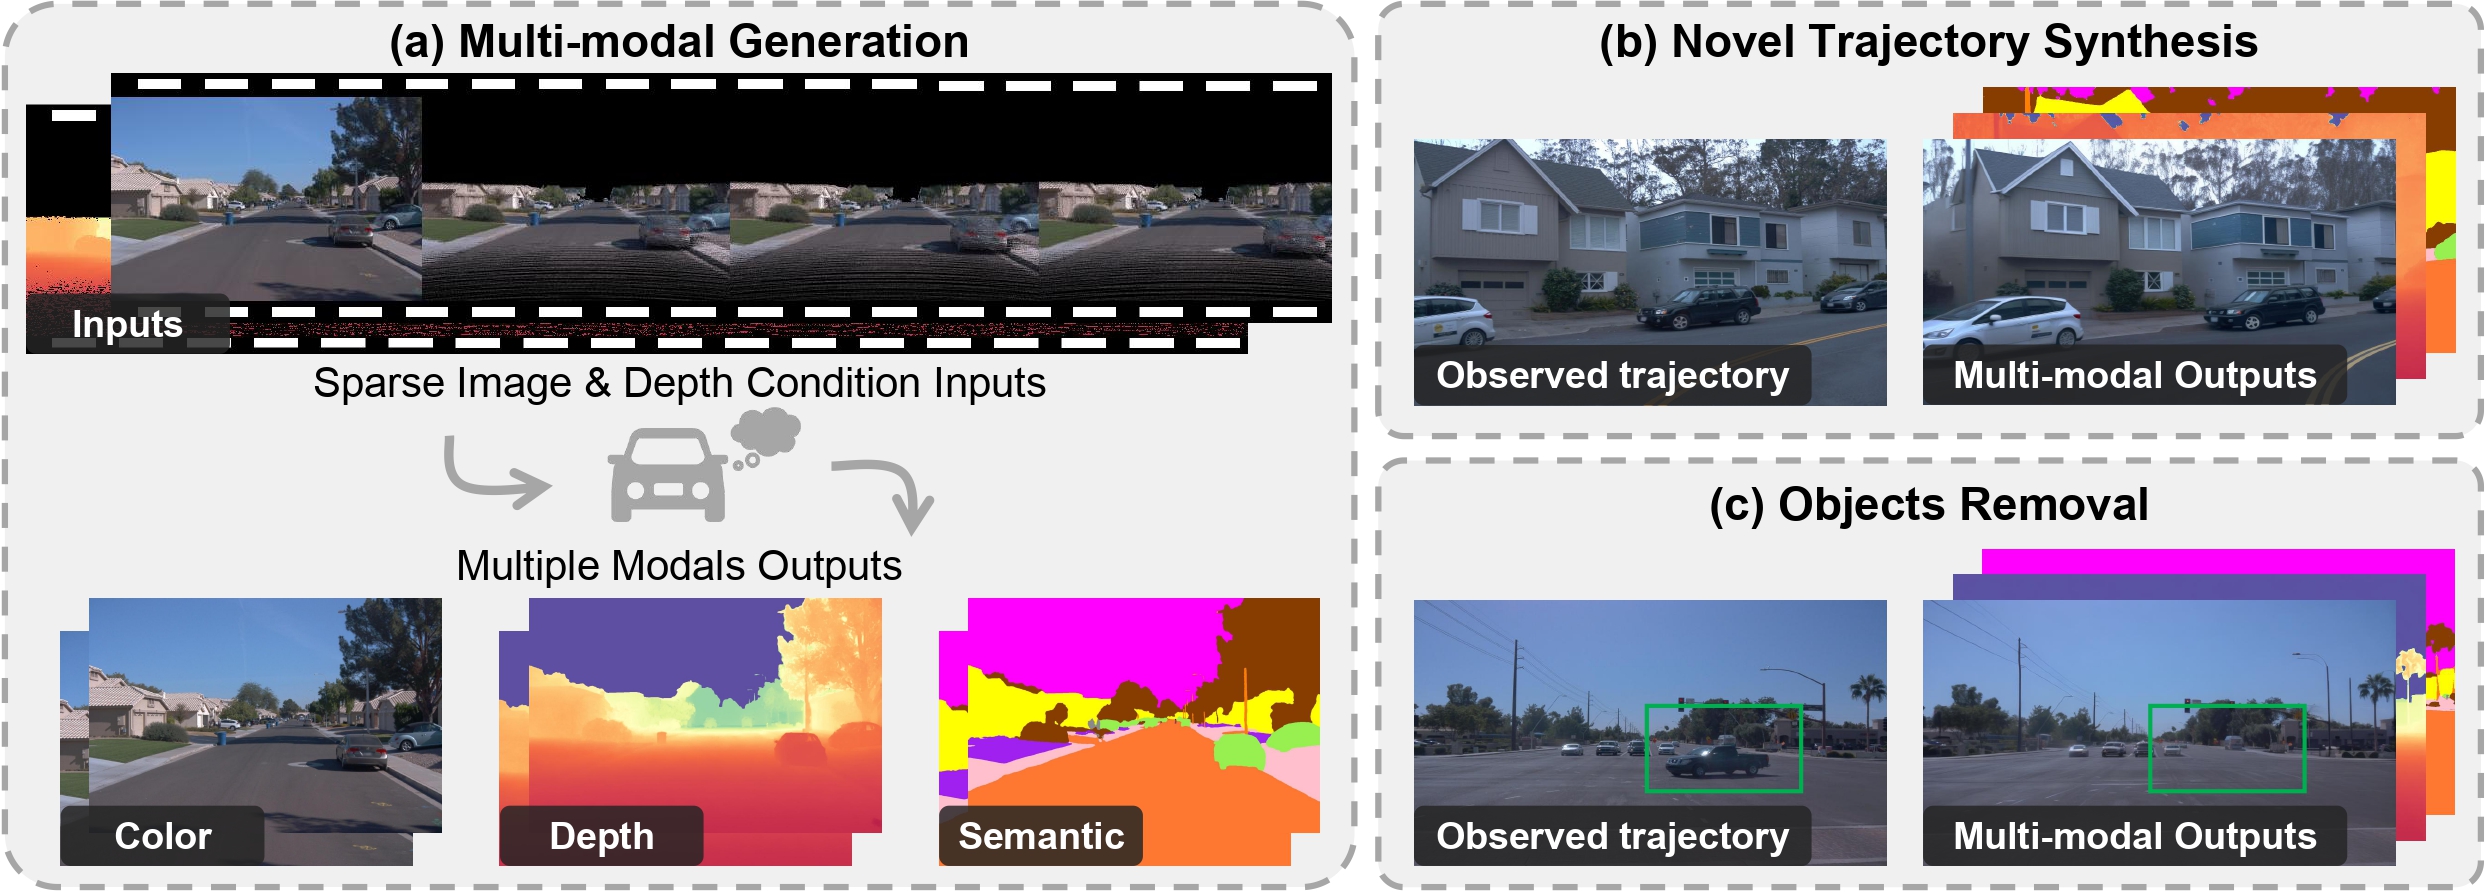 (a) Multi-modal Generation
Inputs
Sparse Image & Depth Condition Inputs
Multiple Modals Outputs
Color
Depth
Semantic
(b) Novel Trajectory Synthesis
Observed trajectory
Multi-modal Outputs
(c) Objects Removal
Observed trajectory
Multi-modal Outputs